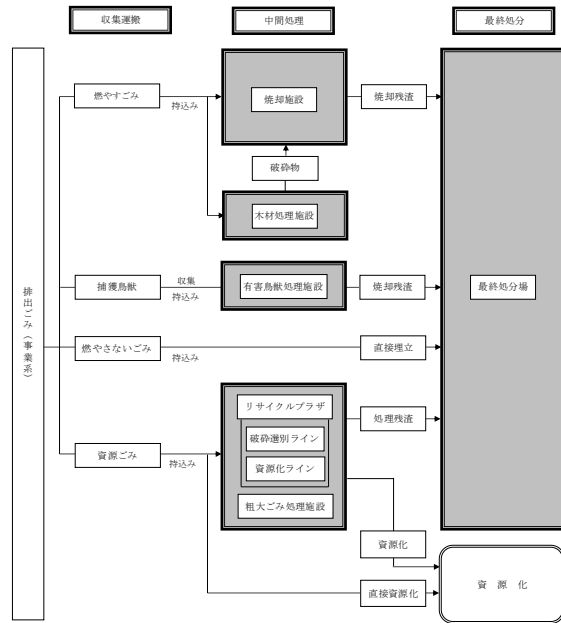 収集運搬
中間処理
最終処分
燃やすごみ
持込み
焼却施設
焼却残渣
破砕物
木材処理施設
排出ごみ（事業系）
捕獲鳥獣
収集
持込み
有害鳥獣処理施設
焼却残渣
最終処分場
燃やさないごみ
持込み
直接埋立
リサイクルプラザ
処理残渣
破砕選別ライン
資源ごみ
持込み
資源化ライン
粗大ごみ処理施設
資源化
資 源 化
直接資源化